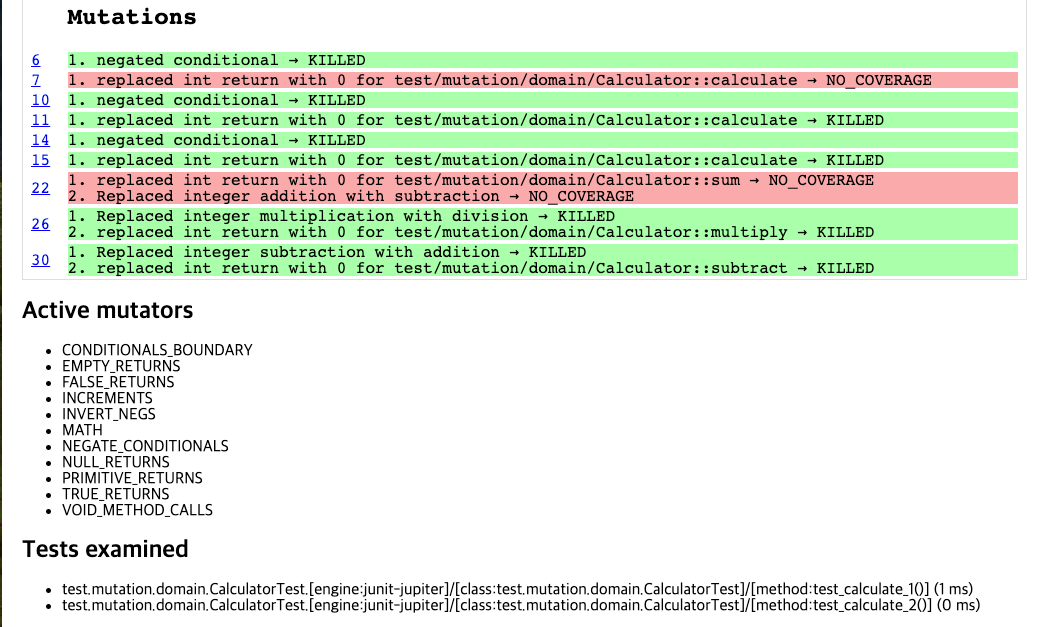 Mutations
6 1. negated conditional → KILLED
7 1. replaced int return with 0 for test/mutation/domain/Calculator::calculate → NO_COVERAGE
10 1. negated conditional → KILLED
11 1. replaced int return with 0 for test/mutation/domain/Calculator::calculate → KILLED
14 1. negated conditional → KILLED
15 1. replaced int return with 0 for test/mutation/domain/Calculator::calculate → KILLED
22 1. replaced int return with 0 for test/mutation/domain/Calculator::sum → NO_COVERAGE
2. Replaced integer addition with subtraction → NO_COVERAGE
26 1. Replaced integer multiplication with division → KILLED
2. replaced int return with 0 for test/mutation/domain/Calculator::multiply → KILLED
30 1. Replaced integer subtraction with addition → KILLED
2. replaced int return with 0 for test/mutation/domain/Calculator::subtract → KILLED
Active mutators
• CONDITIONALS_BOUNDARY
• EMPTY_RETURNS
• FALSE_RETURNS
• INCREMENTS
• INVERT_NEGS
• MATH
• NEGATE_CONDITIONALS
• NULL_RETURNS
• PRIMITIVE_RETURNS
• TRUE_RETURNS
• VOID_METHOD_CALLS
Tests examined
• test.mutation.domain.CalculatorTest.[engine:junit-jupiter]/[class:test.mutation.domain.CalculatorTest]/[method:test_calculate_1()] (1 ms)
• test.mutation.domain.CalculatorTest.[engine:junit-jupiter]/[class:test.mutation.domain.CalculatorTest]/[method:test_calculate_2()] (0 ms)